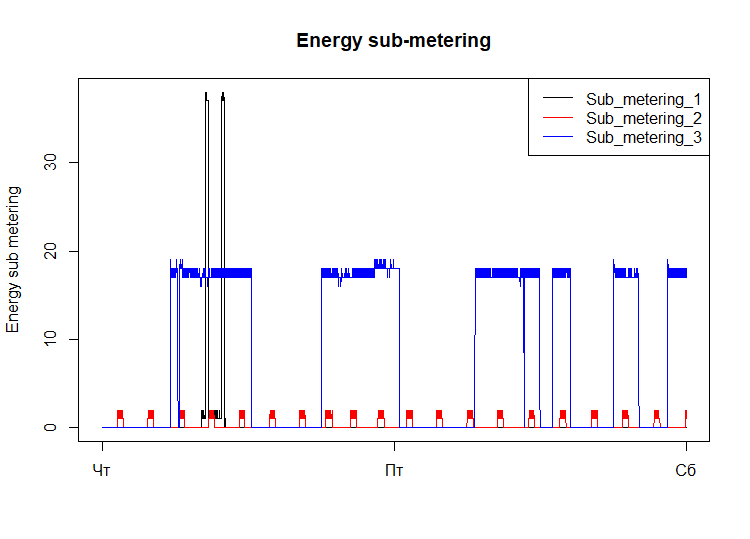 Energy sub-metering
Sub_metering_1
Sub_metering_2
Sub_metering_3
Energy sub metering
30
20
10
0
Чт
Пт
Сб